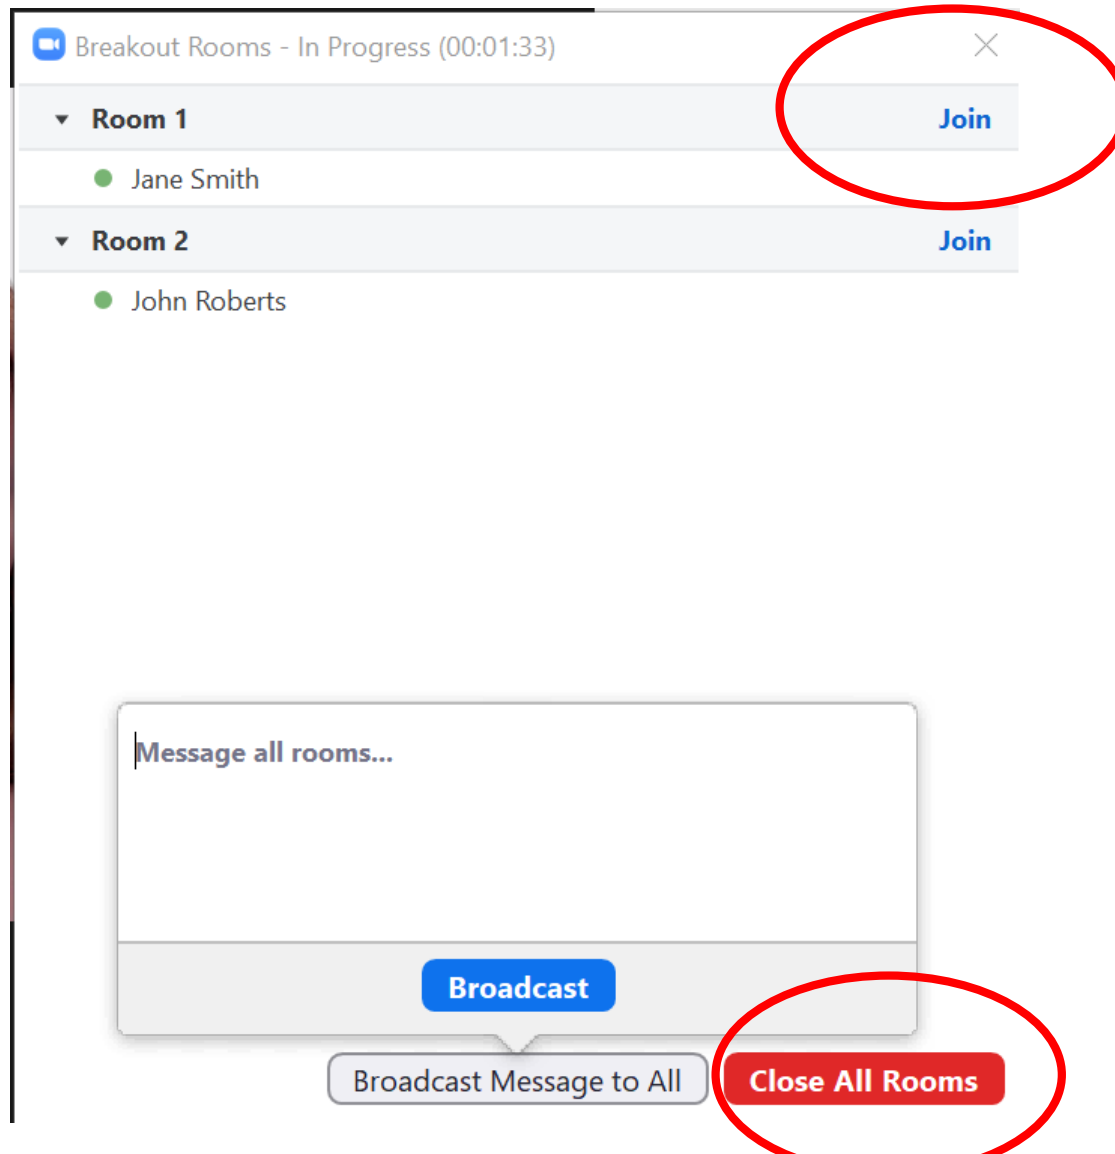 Breakout Rooms - In Progress (00:01:33)
Room 1 Join
Jane Smith
Room 2 Join
John Roberts
Message all rooms...
Broadcast
Broadcast Message to All Close All Rooms